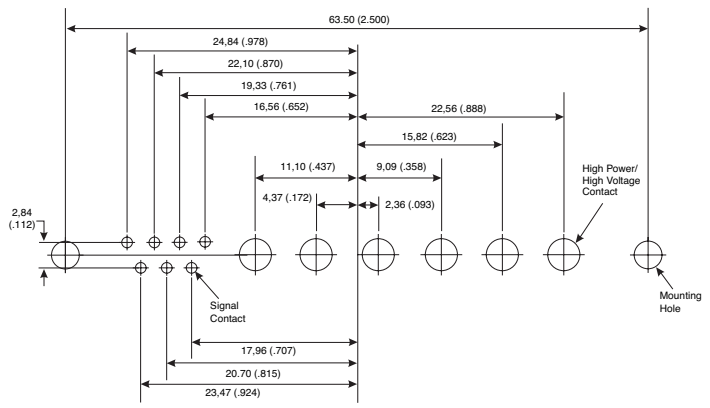 63.50 (2.500)
24,84 (.978)
22,10 (.870)
19,33 (.761)
16,56 (.652)
22,56 (.888)
15,82 (.623)
11,10 (.437)
9,09 (.358)
High Power/
High Voltage
Contact
4,37 (.172)
2,36 (.093)
2,84
(.112)
Signal
Contact
Mounting
Hole
17,96 (.707)
20.70 (.815)
23,47 (.924)